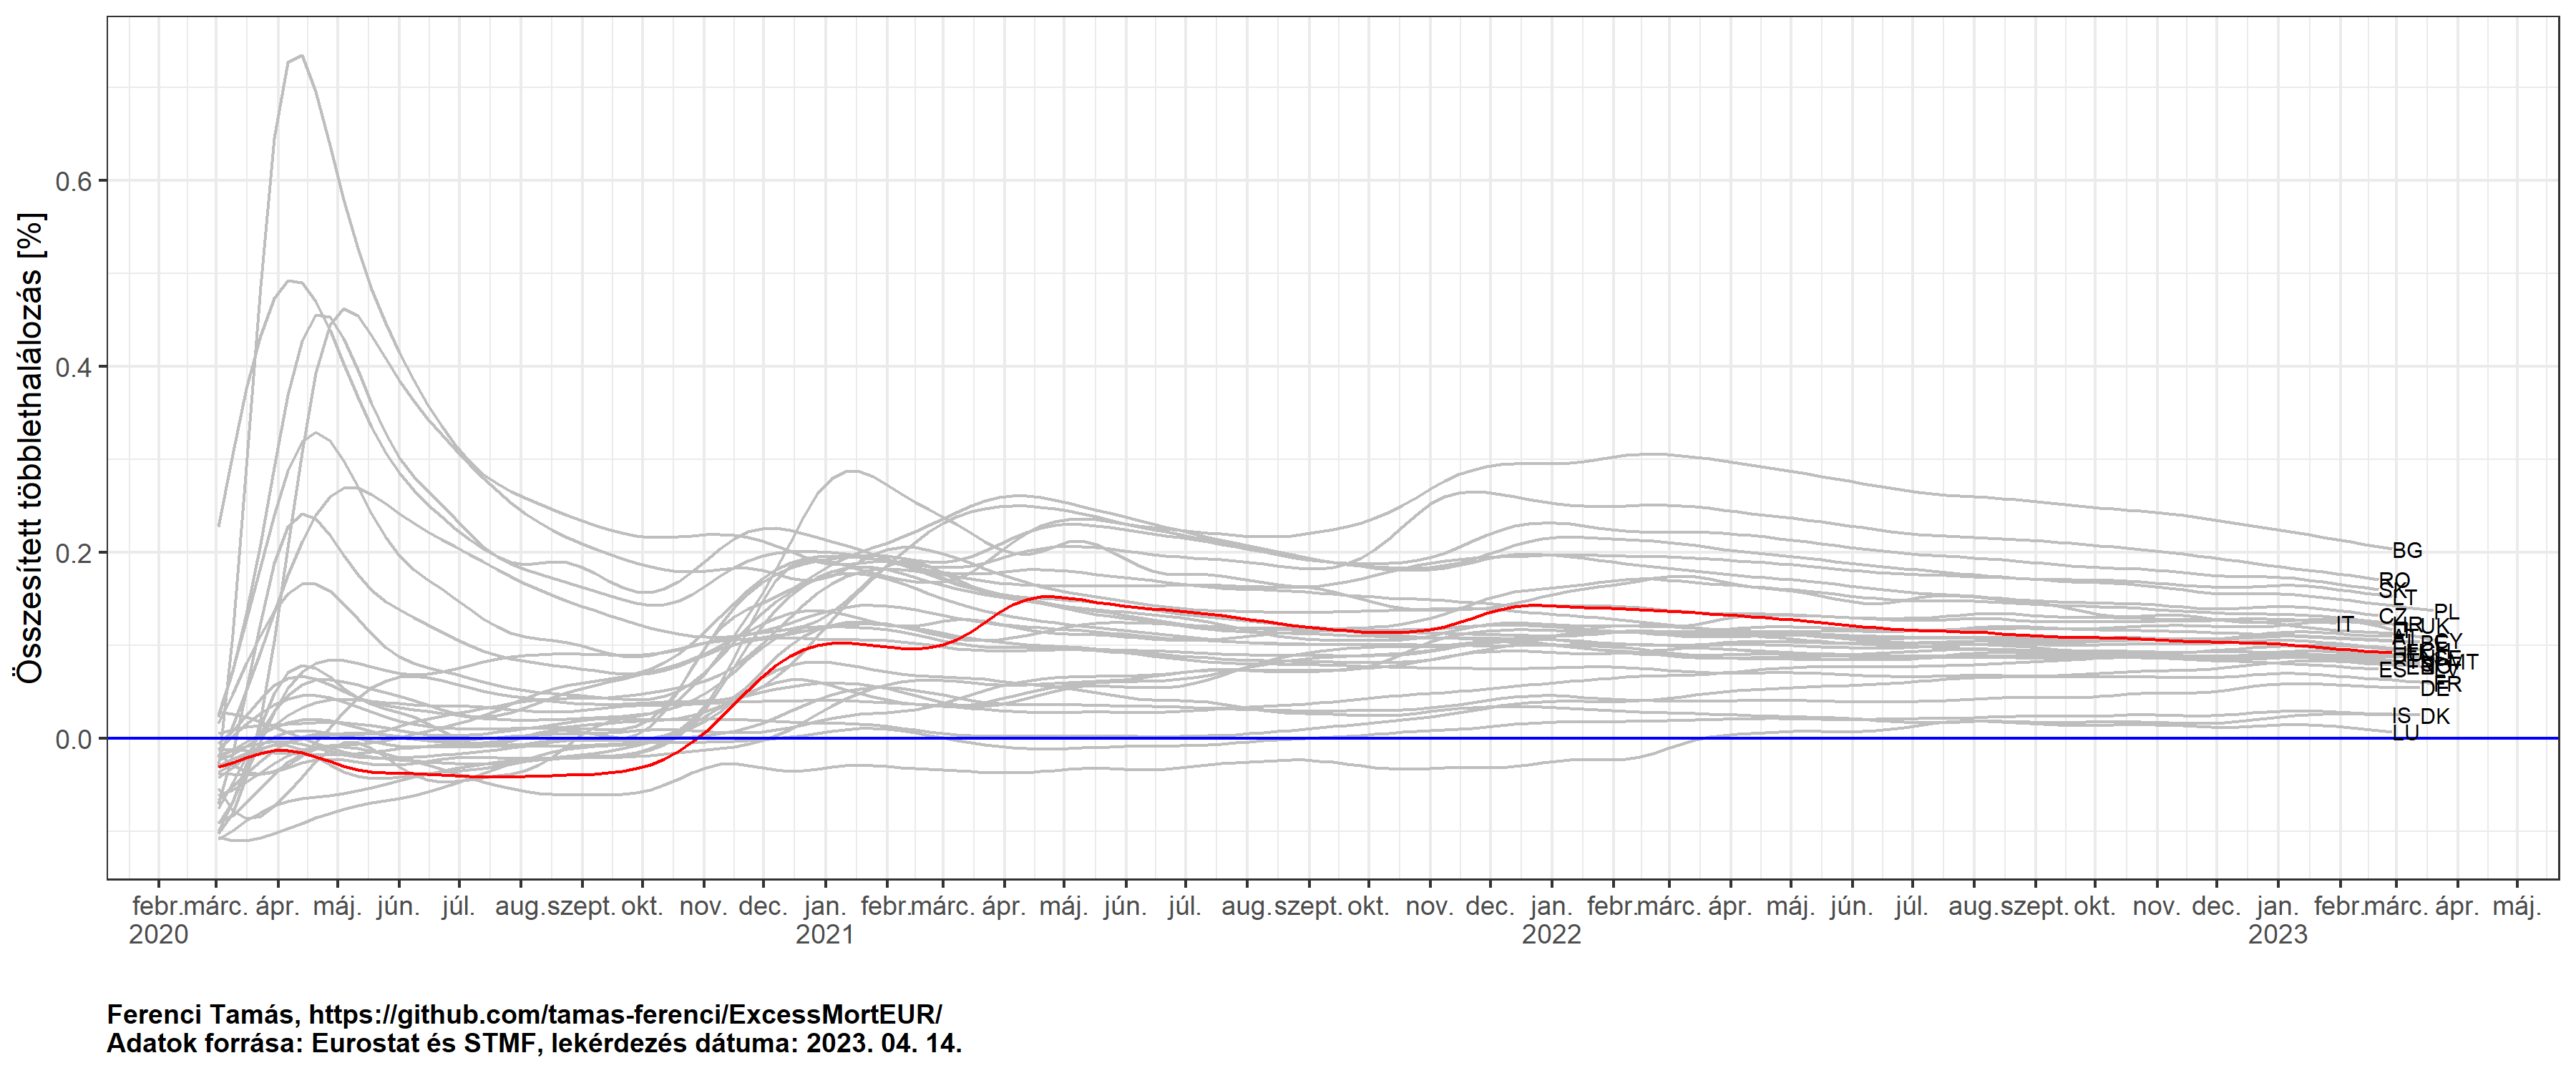 Összesített többlethalálozás [%]
0.6
0.4
0.2
0.0
BG
RO
SK
LT
PL
CZ
IT
UK
ES
MT
FR
DE
IS DK
LU
febr. márc. ápr. máj. jún. júl. aug. szept. okt. nov. dec. jan. febr. márc. ápr. máj. jún. júl. aug. szept. okt. nov. dec. jan. febr. márc. ápr. máj. jún. júl. aug. szept. okt. nov. dec. jan. febr. márc. ápr. máj.
2020 2021 2022 2023
Ferenci Tamás, https://github.com/tamas-ferenci/ExcessMortEUR/
Adatok forrása: Eurostat és STMF, lekérdezés dátuma: 2023. 04. 14.